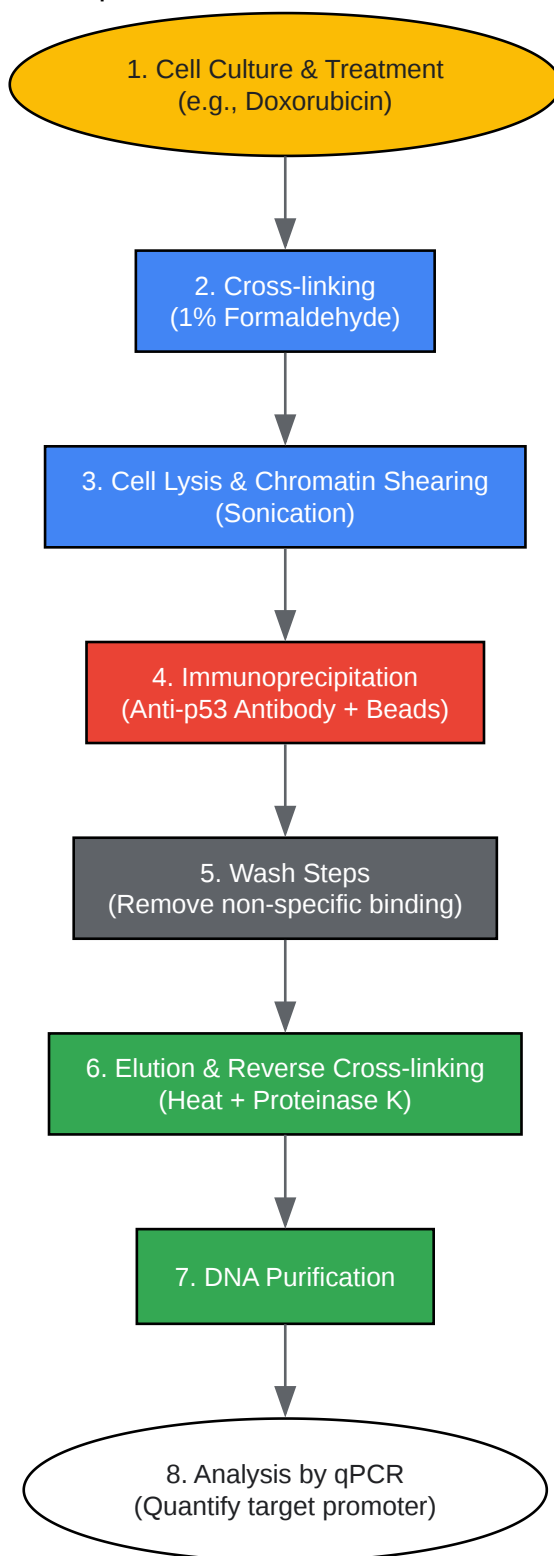 1. Cell Culture & Treatment
(e.g., Doxorubicin)
2. Cross-linking
(1% Formaldehyde)
3. Cell Lysis & Chromatin Shearing
(Sonication)
4. Immunoprecipitation
(Anti-p53 Antibody + Beads)
5. Wash Steps
(Remove non-specific binding)
6. Elution & Reverse Cross-linking
(Heat + Proteinase K)
7. DNA Purification
8. Analysis by qPCR
(Quantify target promoter)